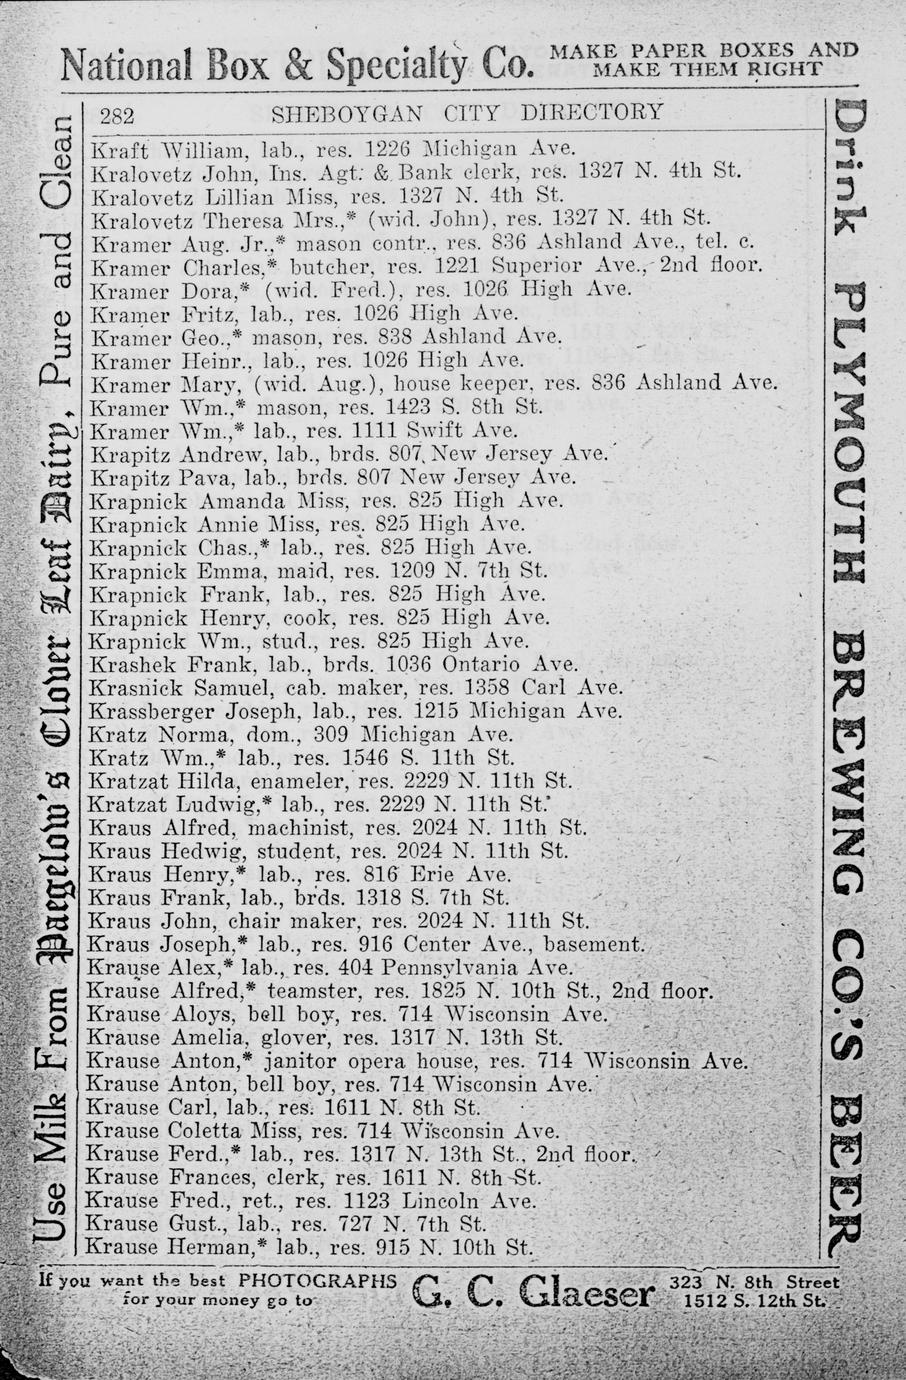 National Box & Specialty Co. MAKE PAPER BOXES AND
MAKE THEM RIGHT
282 SHEBOYGAN CITY DIRECTORY
Kraft William, lab., res. 1226 Michigan Ave.
Kralovetz John, Ins. Agt. & Bank clerk, res. 1327 N. 4th St.
Kralovetz Lillian Miss, res. 1327 N. 4th St.
Kralovetz Theresa Mrs.,* (wid. John), res. 1327 N. 4th St.
Kramer Aug. Jr.,* mason contr., res. 836 Ashland Ave., tel. c.
Kramer Charles,* butcher, res. 1221 Superior Ave., 2nd floor.
Kramer Dora,* (wid. Fred.), res. 1026 High Ave.
Kramer Fritz, lab., res. 1026 High Ave.
Kramer Geo.,* mason, res. 838 Ashland Ave.
Kramer Heinr., lab., res. 1026 High Ave.
Kramer Mary, (wid. Aug.), house keeper, res. 836 Ashland Ave.
Kramer Wm.,* mason, res. 1423 S. 8th St.
Kramer Wm.,* lab., res. 1111 Swift Ave.
Krapitz Andrew, lab., brds. 807 New Jersey Ave.
Krapitz Pava, lab., brds. 807 New Jersey Ave.
Krapnick Amanda Miss, res. 825 High Ave.
Krapnick Annie Miss, res. 825 High Ave.
Krapnick Chas.,* lab., res. 825 High Ave.
Krapnick Emma, maid, res. 1209 N. 7th St.
Krapnick Frank, lab., res. 825 High Ave.
Krapnick Henry, cook, res. 825 High Ave.
Krapnick Wm., stud., res. 825 High Ave.
Krashek Frank, lab., brds. 1036 Ontario Ave.
Krasnick Samuel, cab. maker, res. 1358 Carl Ave.
Krassberger Joseph, lab., res. 1215 Michigan Ave.
Kratz Norma, dom., 309 Michigan Ave.
Kratz Wm.,* lab., res. 1546 S. 11th St.
Kratzat Hilda, enameler, res. 2229 N. 11th St.
Kratzat Ludwig,* lab., res. 2229 N. 11th St.
Kraus Alfred, machinist, res. 2024 N. 11th St.
Kraus Hedwig, student, res. 2024 N. 11th St.
Kraus Henry,* lab., res. 816 Erie Ave.
Kraus Frank, lab., brds. 1318 S. 7th St.
Kraus John, chair maker, res. 2024 N. 11th St.
Kraus Joseph,* lab., res. 916 Center Ave., basement.
Krause Alex,* lab., res. 404 Pennsylvania Ave.
Krause Alfred,* teamster, res. 1825 N. 10th St., 2nd floor.
Krause Aloys, bell boy, res. 714 Wisconsin Ave.
Krause Amelia, glover, res. 1317 N. 13th St.
Krause Anton,* janitor opera house, res. 714 Wisconsin Ave.
Krause Anton, bell boy, res. 714 Wisconsin Ave.
Krause Carl, lab., res. 1611 N. 8th St.
Krause Coletta Miss, res. 714 Wisconsin Ave.
Krause Ferd.,* lab., res. 1317 N. 13th St., 2nd floor.
Krause Frances, clerk, res. 1611 N. 8th St.
Krause Fred., ret., res. 1123 Lincoln Ave.
Krause Gust., lab., res. 727 N. 7th St.
Krause Herman,* lab., res. 915 N. 10th St.
Use Milk From Paegelow's Clover Leaf Dairy, Pure and Clean
Drink PLYMOUTH BREWING CO.'S BEER
If you want the best PHOTOGRAPHS
for your money go to
G. C. Glaeser
323 N. 8th Street
1512 S. 12th St.